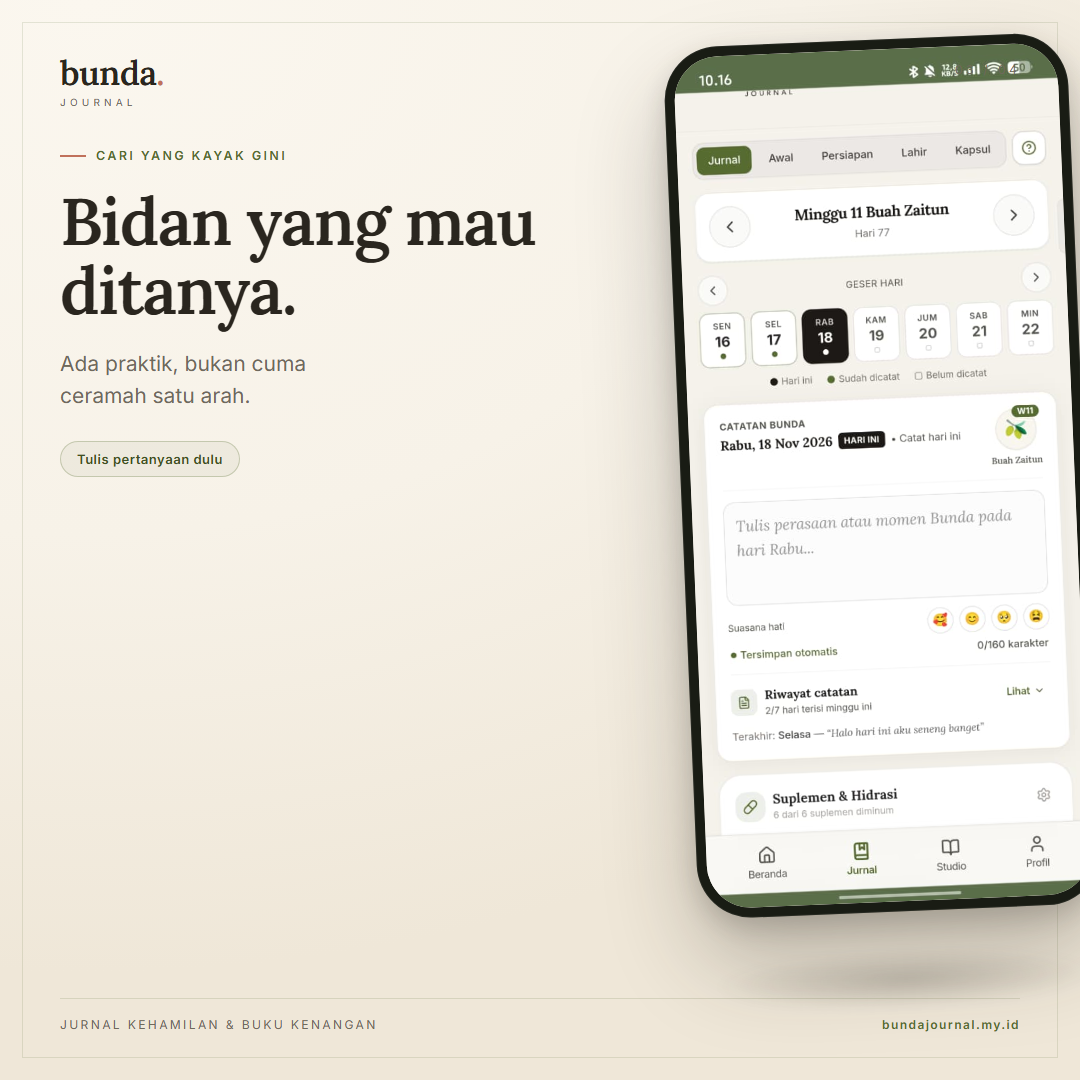 bunda.
JOURNAL
CARI YANG KAYAK GINI
Bidan yang mau
ditanya.
Ada praktik, bukan cuma
ceramah satu arah.
Tulis pertanyaan dulu
10.16
12.8 KB/S
50
JOURNAL
Jurnal Awal Persiapan Lahir Kapsul
Minggu 11 Buah Zaitun
Hari 77
GESER HARI
SEN SEL RAB KAM JUM SAB MIN
16 17 18 19 20 21 22
Hari ini Sudah dicatat Belum dicatat
CATATAN BUNDA
Rabu, 18 Nov 2026 HARI INI • Catat hari ini
W11
Buah Zaitun
Tulis perasaan atau momen Bunda pada
hari Rabu...
Suasana hati
Tersimpan otomatis 0/160 karakter
Riwayat catatan Lihat
2/7 hari terisi minggu ini
Terakhir: Selasa — “Halo hari ini aku seneng banget”
Suplemen & Hidrasi
6 dari 6 suplemen diminum
Beranda Jurnal Studio Profil
JURNAL KEHAMILAN & BUKU KENANGAN
bundajournal.my.id